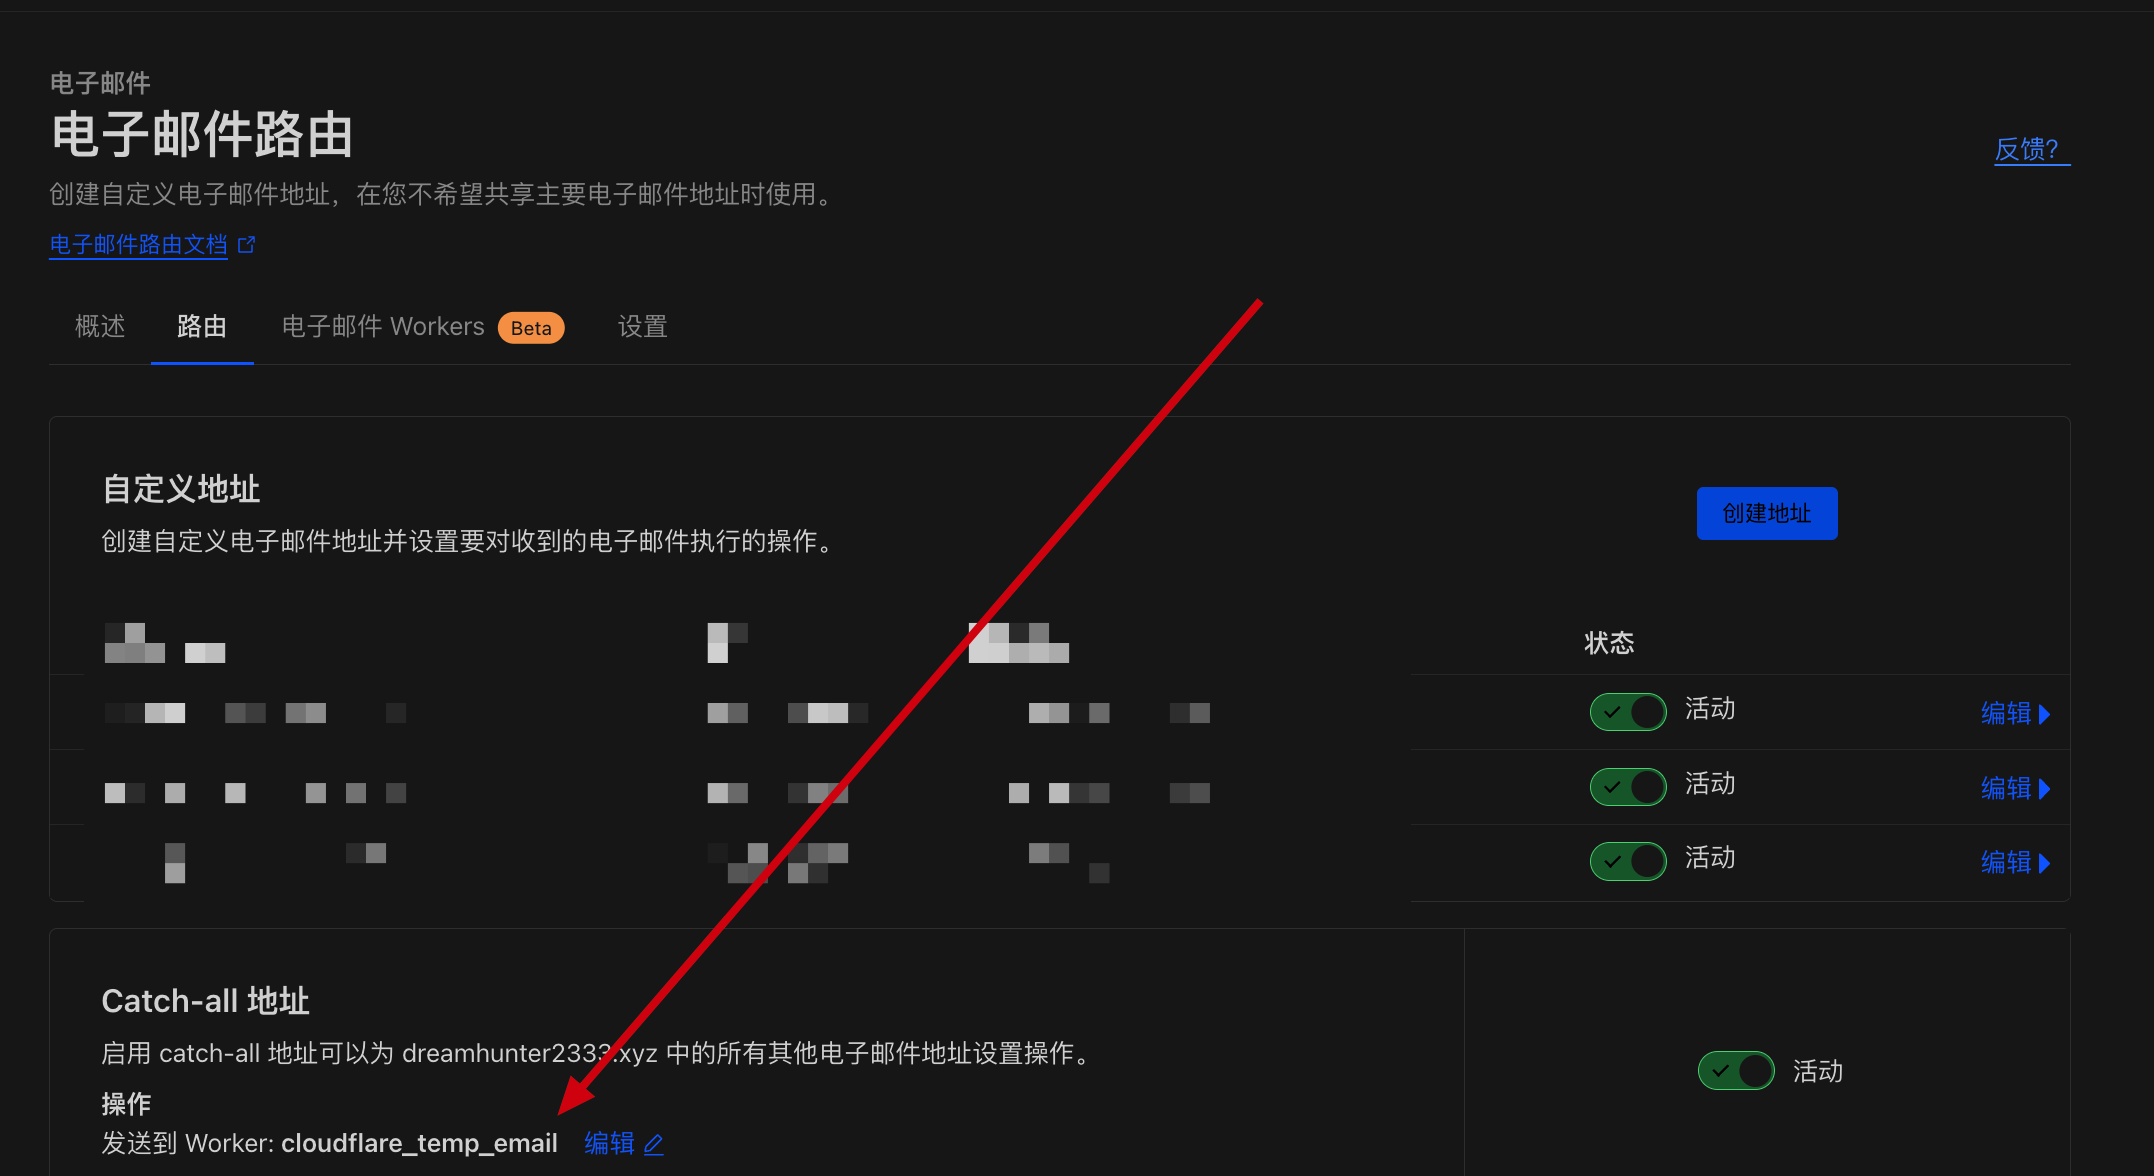 电子邮件
电子邮件路由
反馈?
创建自定义电子邮件地址，在您不希望共享主要电子邮件地址时使用。
电子邮件路由文档
概述 路由 电子邮件 Workers Beta 设置
自定义地址
创建地址
创建自定义电子邮件地址并设置要对收到的电子邮件执行的操作。
状态
活动 编辑
活动 编辑
活动 编辑
Catch-all 地址
启用 catch-all 地址可以为 dreamhunter2333.xyz 中的所有其他电子邮件地址设置操作。
活动
操作
发送到 Worker: cloudflare_temp_email 编辑